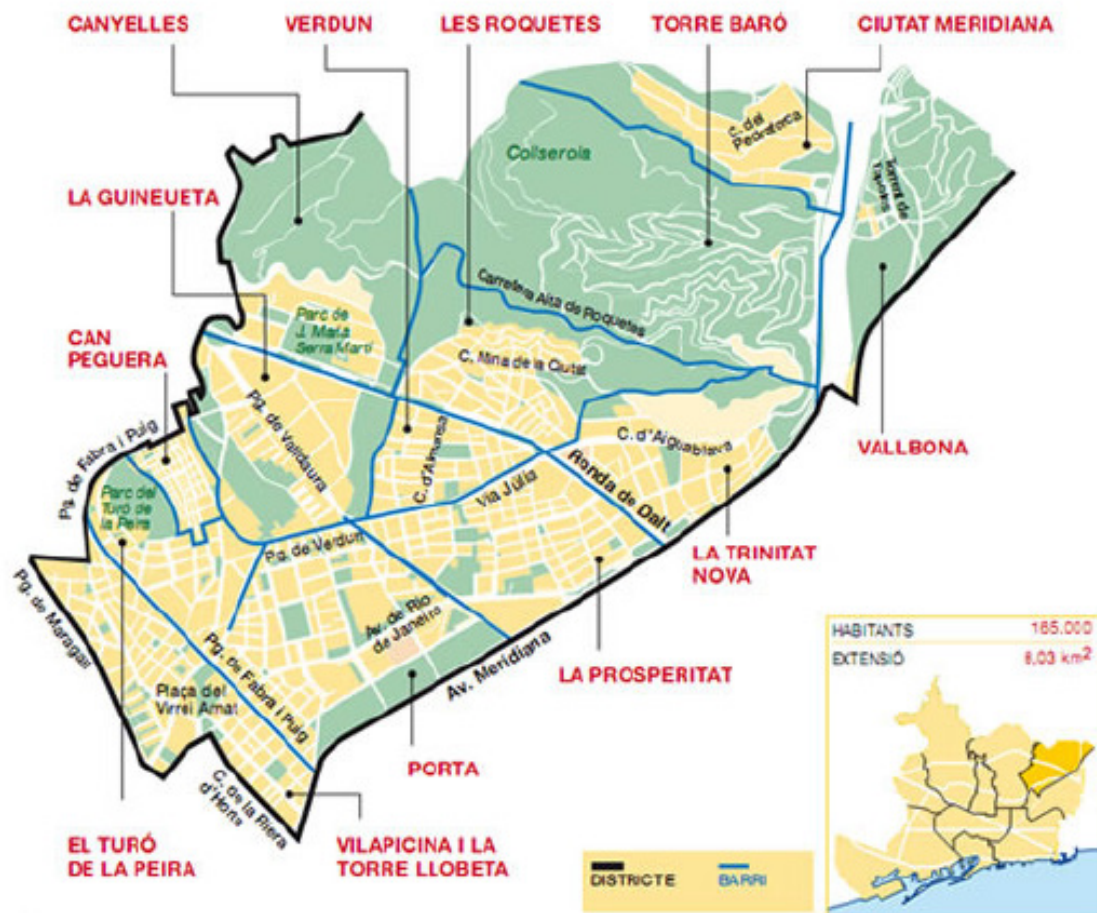 CANYELLES
VERDUN
LES ROQUETES
TORRE BARÓ
CIUTAT MERIDIANA
C. del
Pedraforca
Collserola
Torrent de
Tapioles
LA GUINEUETA
Carretera Alta de Roquetes
Parc de
J. Maria
Serra Martí
CAN
PEGUERA
C. Mina de la Ciutat
Pg. de Valldaura
C. d'Almansa
C. d'Aiguablava
VALLBONA
Pg. de Fabra i Puig
Parc del
Turó de
la Peira
Via Júlia
Ronda de Dalt
Pg. de Verdun
LA TRINITAT
NOVA
Pg. de Maragall
Av. de Rio
de Janeiro
Pg. de Fabra i Puig
Av. Meridiana
LA PROSPERITAT
Plaça del
Virrei Amat
PORTA
C. de la Riera
d'Horta
EL TURÓ
DE LA PEIRA
VILAPICINA I LA
TORRE LLOBETA
HABITANTS 165.000
EXTENSIÓ 8,03 km²
DISTRICTE
BARRI